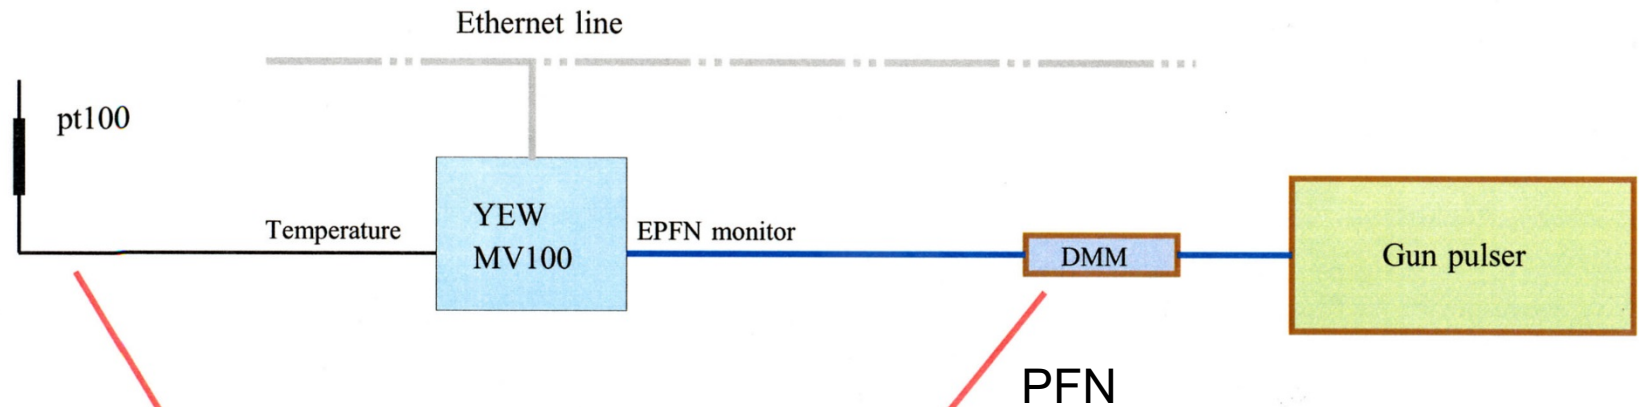 Ethernet line
pt100
Temperature
YEW
MV100
EPFN monitor
DMM
Gun pulser
PFN